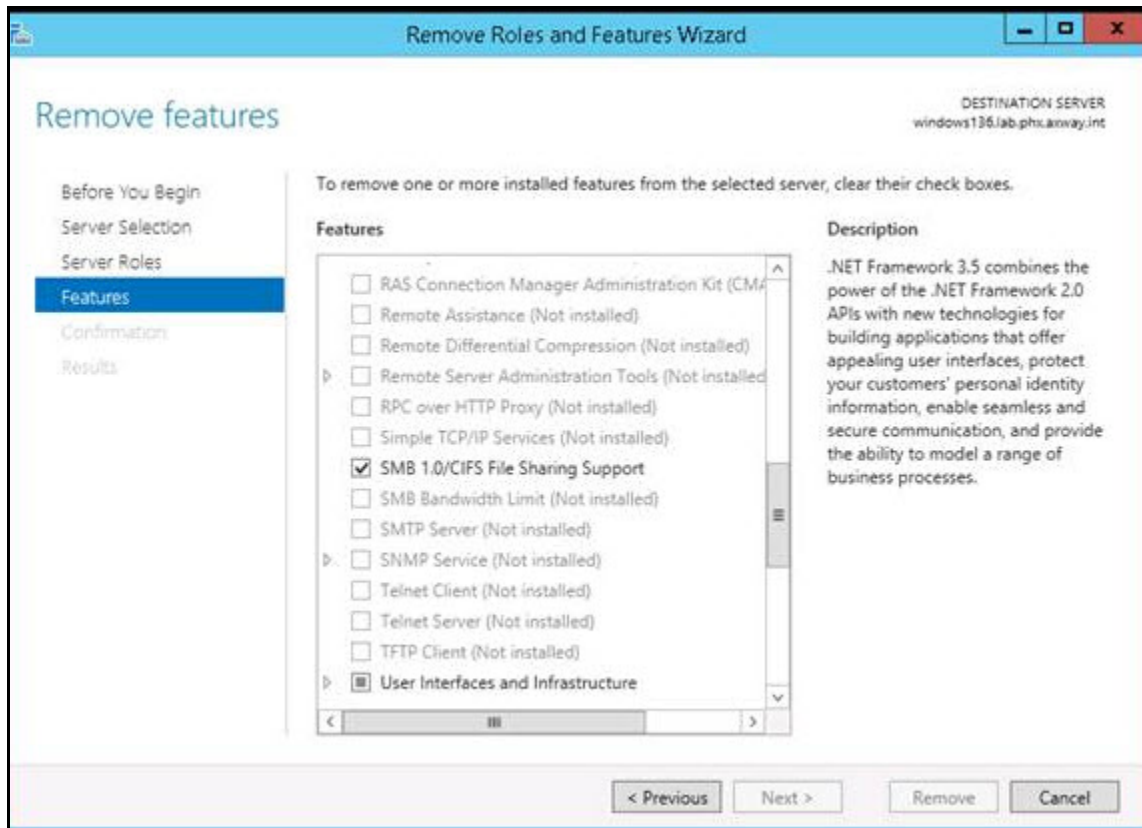 Remove Roles and Features Wizard
Remove features
DESTINATION SERVER
windows136.lab.phx.axway.int
Before You Begin
Server Selection
Server Roles
Features
Confirmation
Results
To remove one or more installed features from the selected server, clear their check boxes.
Features
RAS Connection Manager Administration Kit (CMA
Remote Assistance (Not installed)
Remote Differential Compression (Not installed)
Remote Server Administration Tools (Not installed
RPC over HTTP Proxy (Not installed)
Simple TCP/IP Services (Not installed)
SMB 1.0/CIFS File Sharing Support
SMB Bandwidth Limit (Not installed)
SMTP Server (Not installed)
SNMP Service (Not installed)
Telnet Client (Not installed)
Telnet Server (Not installed)
TFTP Client (Not installed)
User Interfaces and Infrastructure
Description
.NET Framework 3.5 combines the
power of the .NET Framework 2.0
APIs with new technologies for
building applications that offer
appealing user interfaces, protect
your customers' personal identity
information, enable seamless and
secure communication, and provide
the ability to model a range of
business processes.
< Previous
Next >
Remove
Cancel